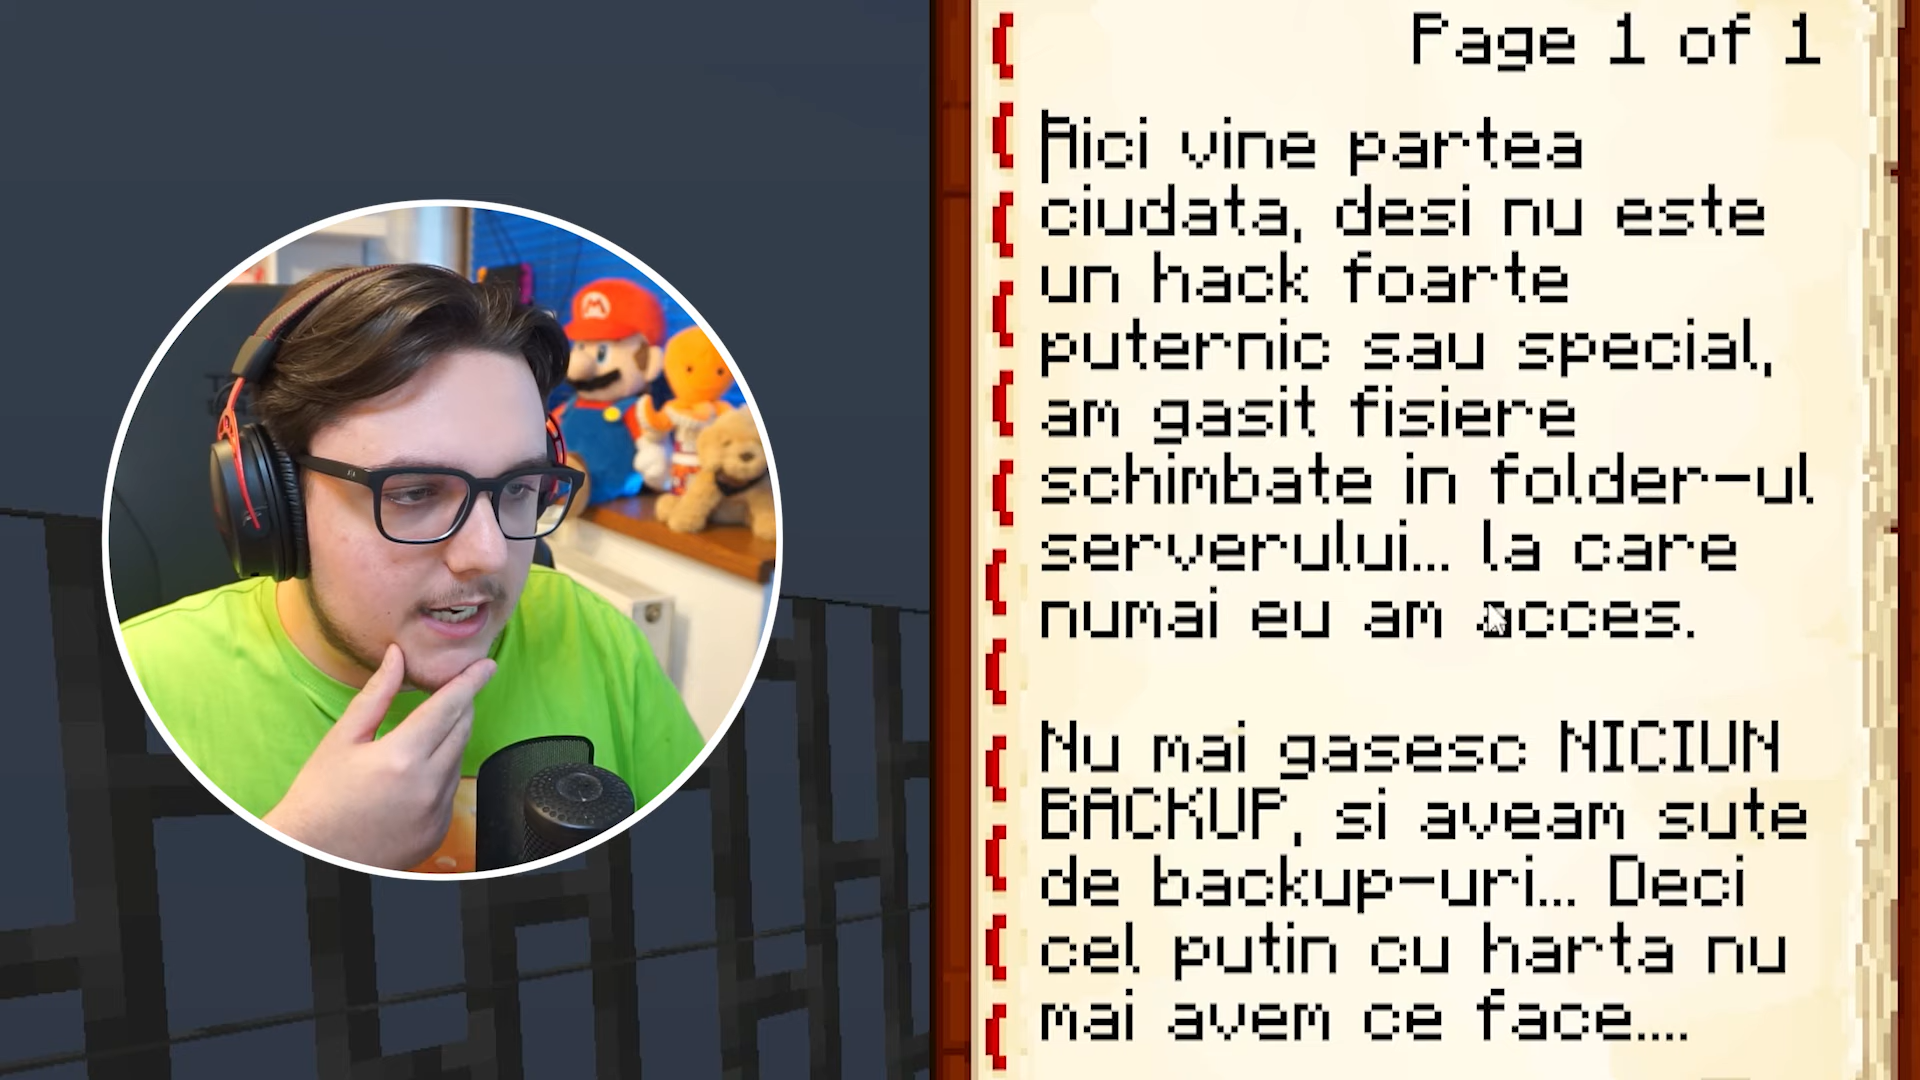 Page 1 of 1
Aici vine partea
ciudata, desi nu este
un hack foarte
puternic sau special,
am gasit fisiere
schimbate in folder-ul
serverului... la care
numai eu am acces.
Nu mai gasesc NICIUN
BACKUP, si aveam sute
de backup-uri... Deci
cel putin cu harta nu
mai avem ce face....